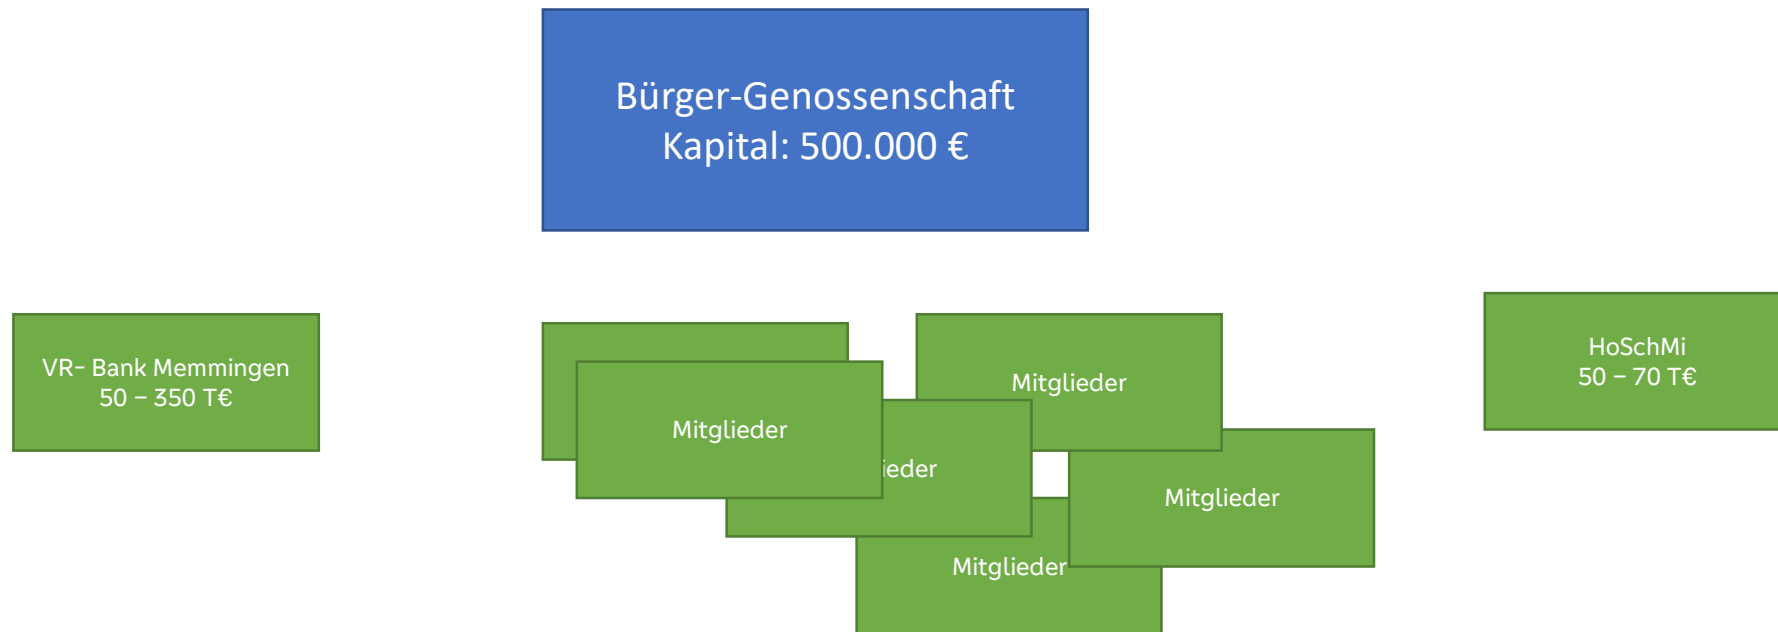 Bürger-Genossenschaft
Kapital: 500.000 €
VR- Bank Memmingen
50 – 350 T€
HoSchMi
50 – 70 T€
Mitglieder
Mitglieder
ieder
Mitglieder
Mitglieder